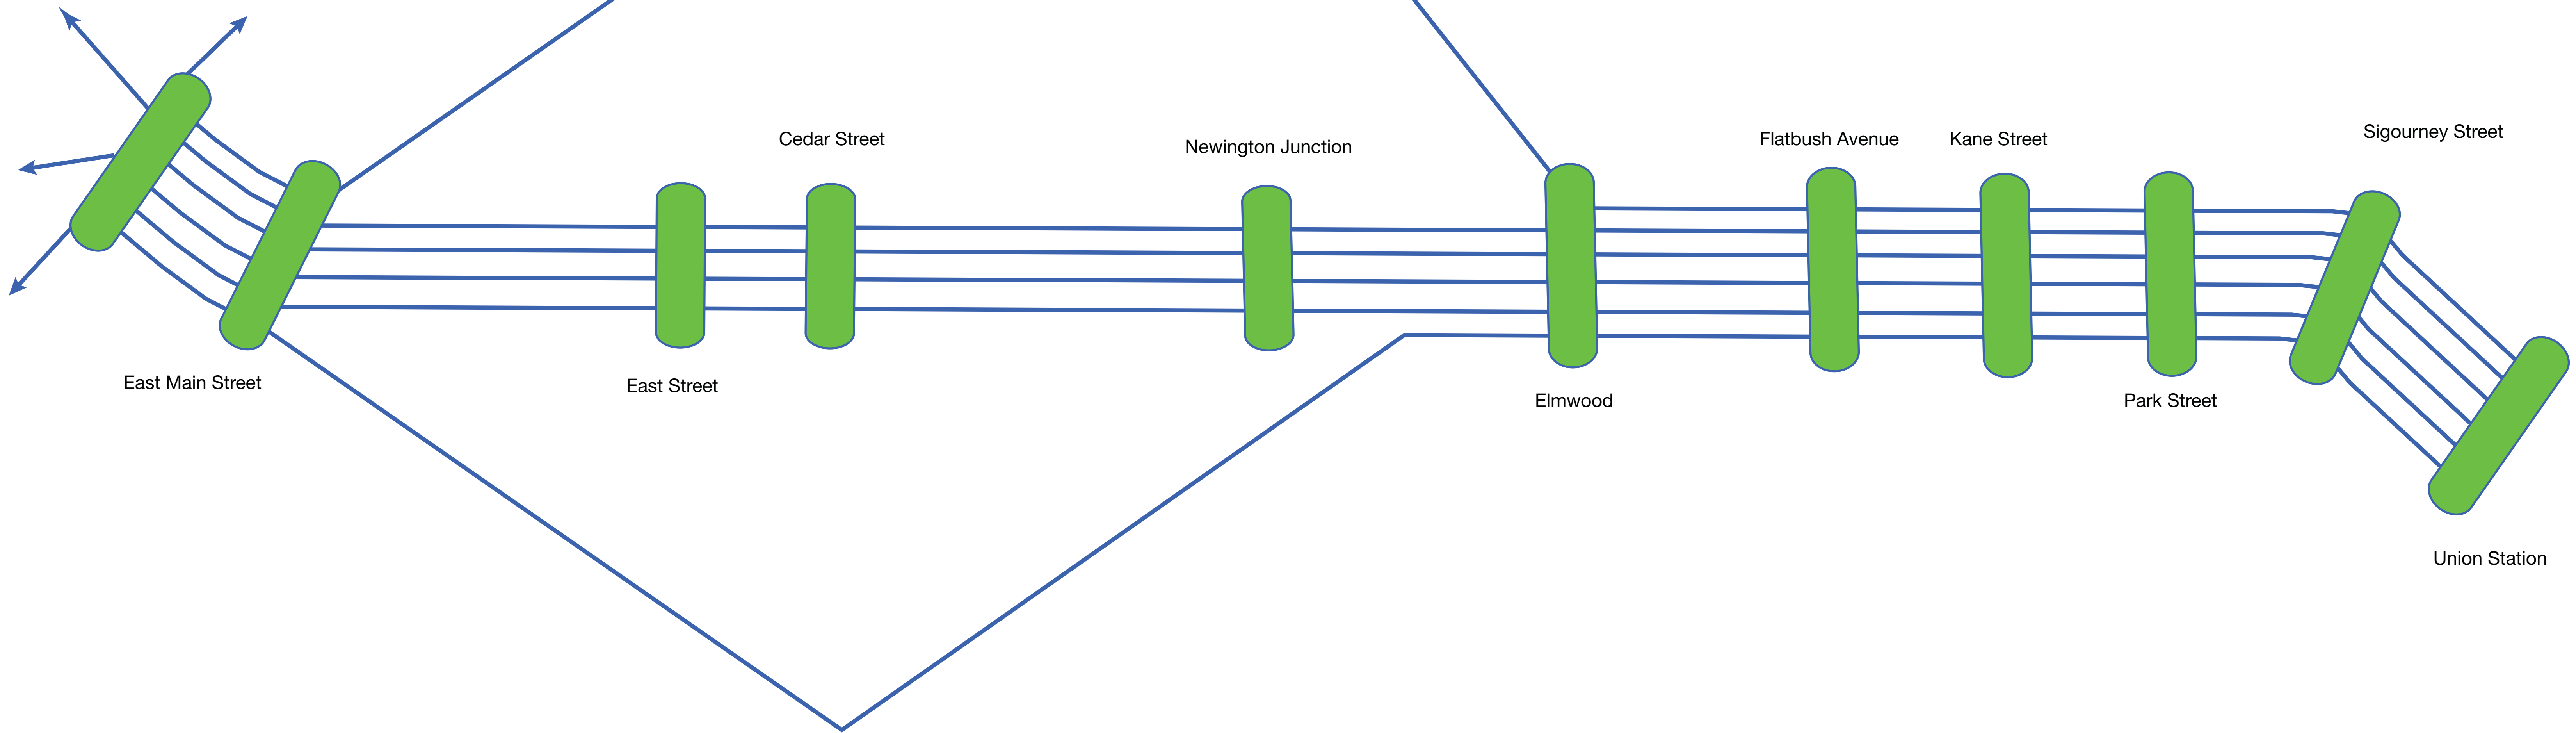 Cedar Street
Newington Junction
Flatbush Avenue
Kane Street
Sigourney Street
East Main Street
East Street
Elmwood
Park Street
Union Station